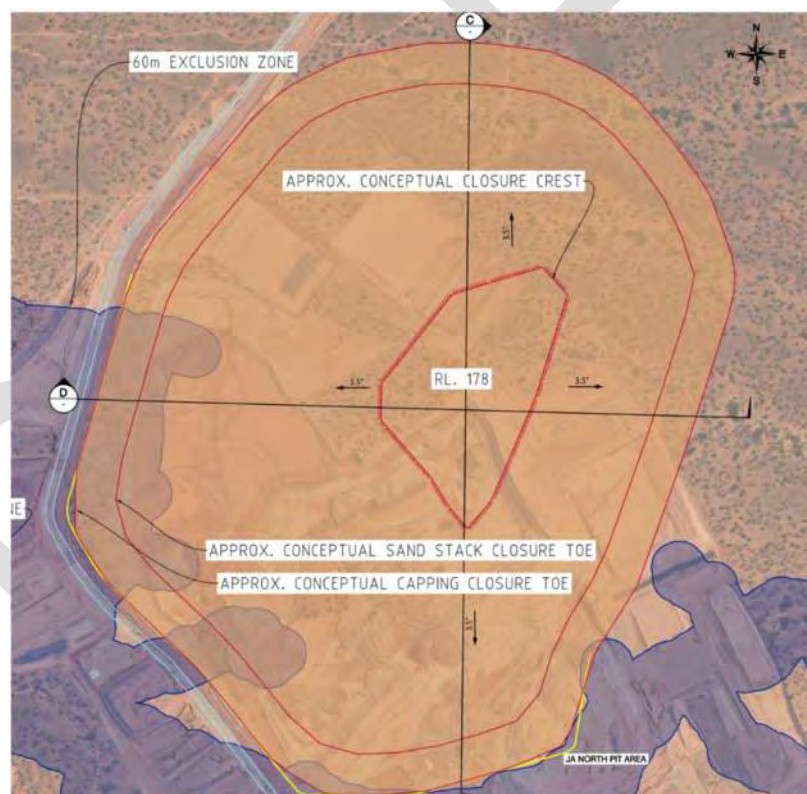 C
-
N
W E
S
60m EXCLUSION ZONE
APPROX. CONCEPTUAL CLOSURE CREST
3.5°
RL. 178
3.5°
3.5°
D
-
NE
APPROX. CONCEPTUAL SAND STACK CLOSURE TOE
APPROX. CONCEPTUAL CAPPING CLOSURE TOE
3.5°
JA NORTH PIT AREA